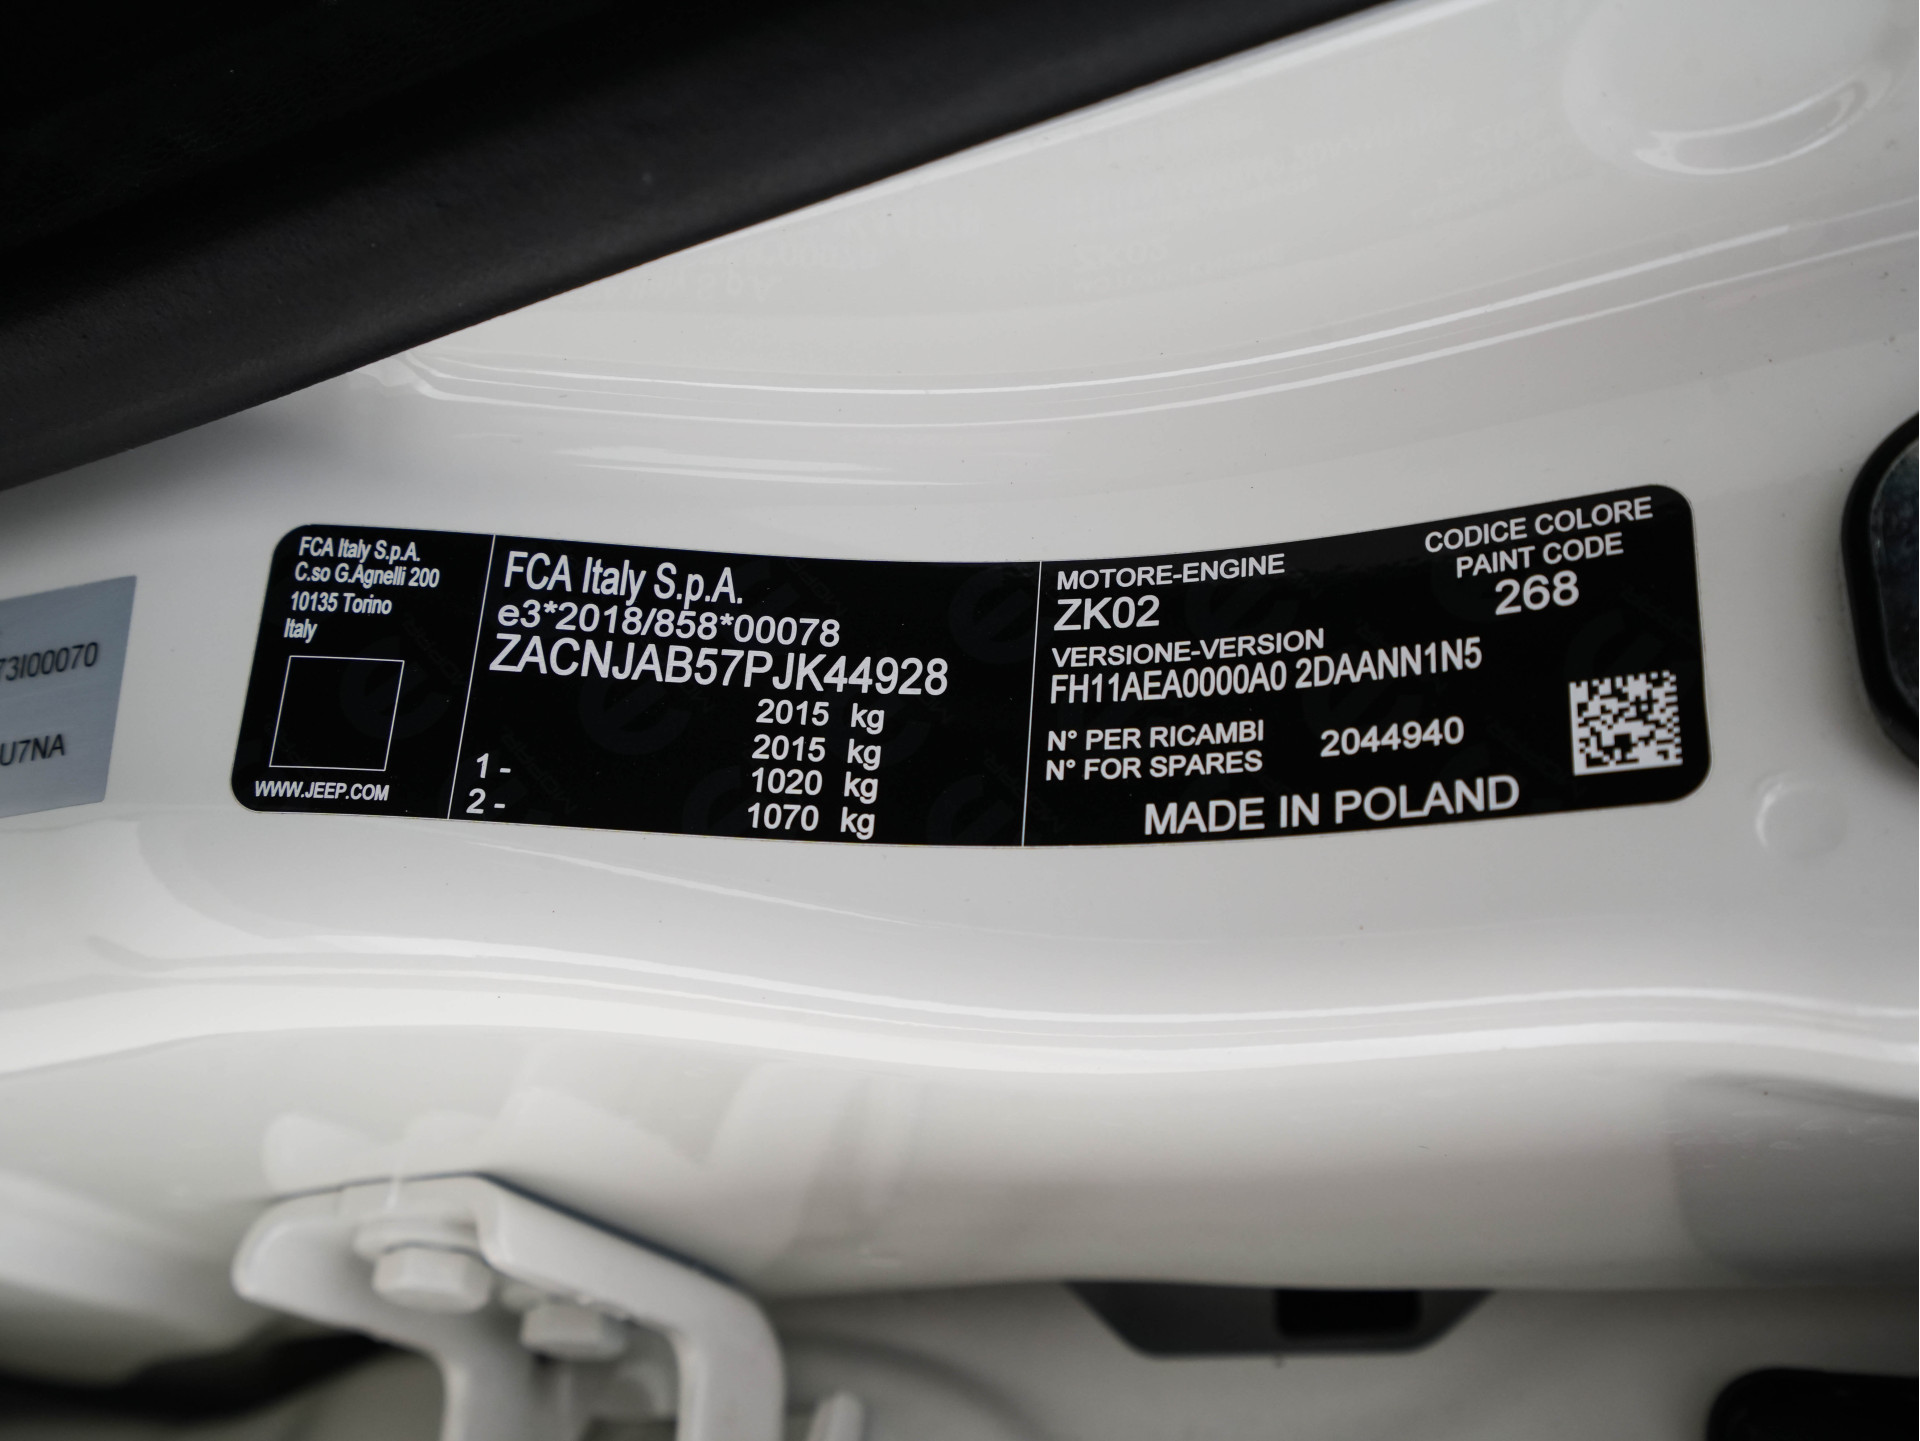 73I00070
U7NA
FCA Italy S.p.A.
C.so G.Agnelli 200
10135 Torino
Italy
WWW.JEEP.COM
FCA Italy S.p.A.
e3*2018/858*00078
ZACNJAB57PJK44928
2015 kg
2015 kg
1 - 1020 kg
2 - 1070 kg
MOTORE-ENGINE
ZK02
CODICE COLORE
PAINT CODE
268
VERSIONE-VERSION
FH11AEA0000A0 2DAANN1N5
N° PER RICAMBI
N° FOR SPARES
2044940
MADE IN POLAND